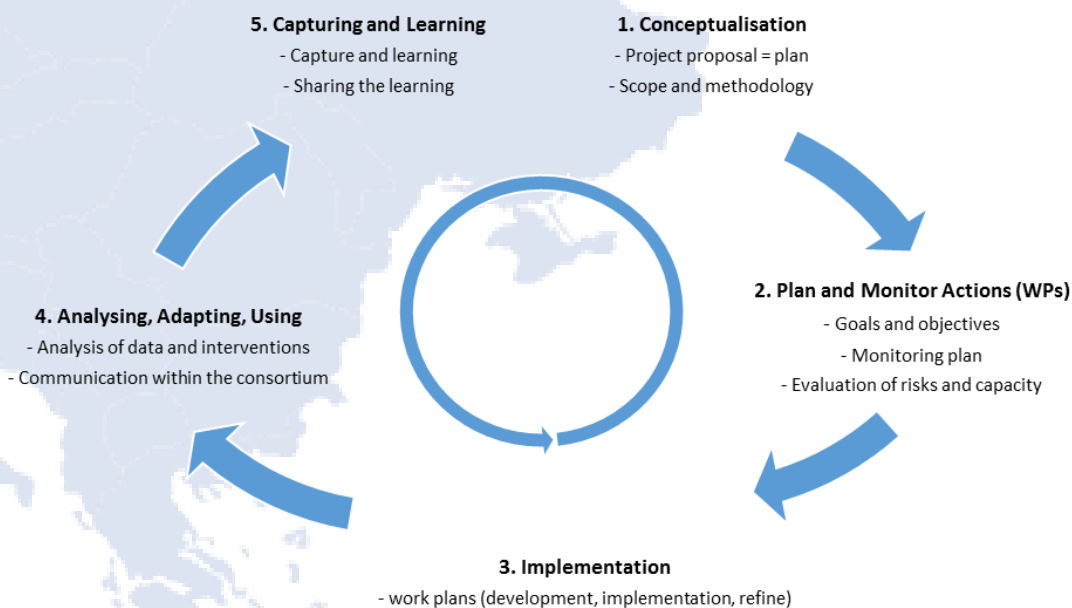 5. Capturing and Learning
- Capture and learning
- Sharing the learning
1. Conceptualisation
- Project proposal = plan
- Scope and methodology
2. Plan and Monitor Actions (WPs)
- Goals and objectives
- Monitoring plan
- Evaluation of risks and capacity
3. Implementation
- work plans (development, implementation, refine)
4. Analysing, Adapting, Using
- Analysis of data and interventions
- Communication within the consortium